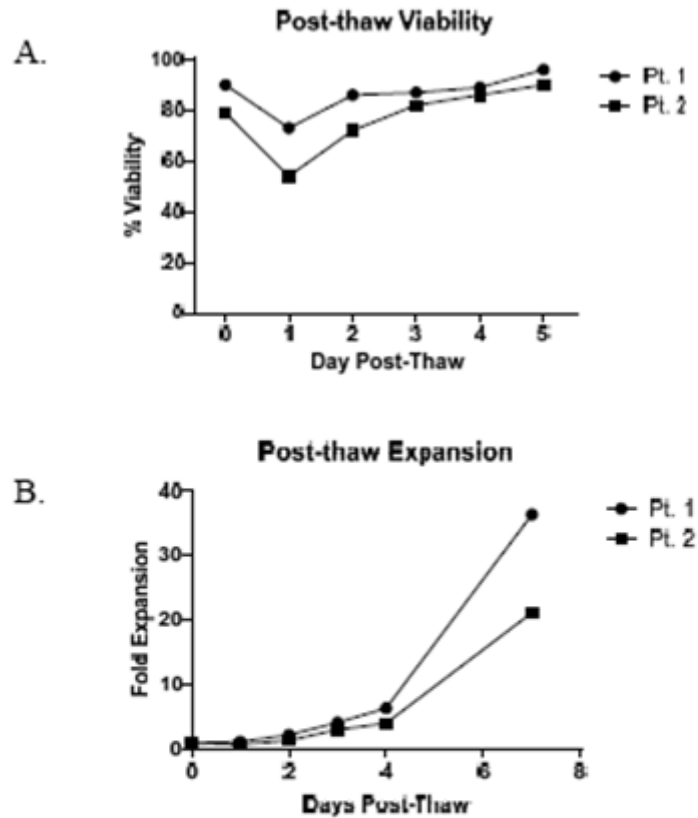 A.
Post-thaw Viability
% Viability
100
80
60
40
20
0
0 1 2 3 4 5
Day Post-Thaw
Pt. 1
Pt. 2
B.
Post-thaw Expansion
Fold Expansion
40
30
20
10
0
0 2 4 6 8
Days Post-Thaw
Pt. 1
Pt. 2